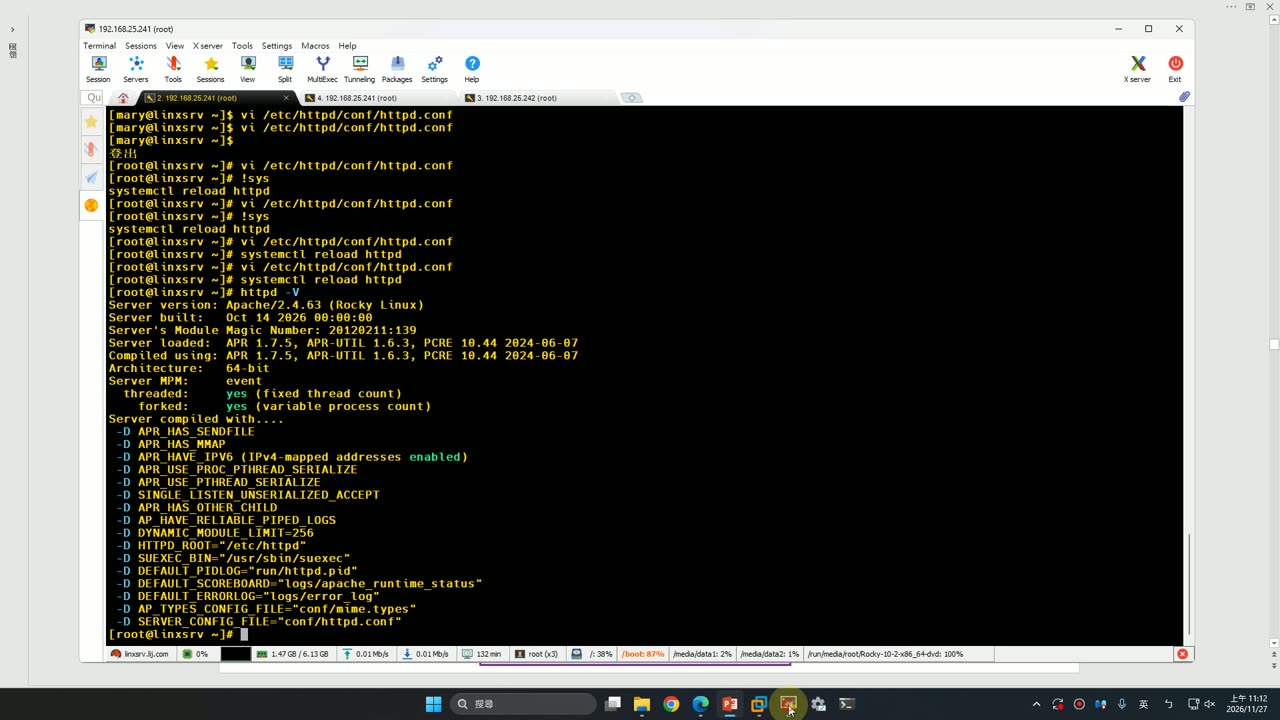 192.168.25.241 (root)
Terminal Sessions View X server Tools Settings Macros Help
Session Servers Tools Sessions View Split MultiExec Tunneling Packages Settings Help X server Exit
Qu 2. 192.168.25.241 (root) 4. 192.168.25.241 (root) 3. 192.168.25.242 (root)
[mary@linxsrv ~]$ vi /etc/httpd/conf/httpd.conf
[mary@linxsrv ~]$ vi /etc/httpd/conf/httpd.conf
[mary@linxsrv ~]$
登出
[root@linxsrv ~]# vi /etc/httpd/conf/httpd.conf
[root@linxsrv ~]# !sys
systemctl reload httpd
[root@linxsrv ~]# vi /etc/httpd/conf/httpd.conf
[root@linxsrv ~]# !sys
systemctl reload httpd
[root@linxsrv ~]# vi /etc/httpd/conf/httpd.conf
[root@linxsrv ~]# systemctl reload httpd
[root@linxsrv ~]# vi /etc/httpd/conf/httpd.conf
[root@linxsrv ~]# systemctl reload httpd
[root@linxsrv ~]# httpd -V
Server version: Apache/2.4.63 (Rocky Linux)
Server built:   Oct 14 2026 00:00:00
Server's Module Magic Number: 20120211:139
Server loaded:  APR 1.7.5, APR-UTIL 1.6.3, PCRE 10.44 2024-06-07
Compiled using: APR 1.7.5, APR-UTIL 1.6.3, PCRE 10.44 2024-06-07
Architecture:   64-bit
Server MPM:     event
  threaded:     yes (fixed thread count)
    forked:     yes (variable process count)
Server compiled with....
 -D APR_HAS_SENDFILE
 -D APR_HAS_MMAP
 -D APR_HAVE_IPV6 (IPv4-mapped addresses enabled)
 -D APR_USE_PROC_PTHREAD_SERIALIZE
 -D APR_USE_PTHREAD_SERIALIZE
 -D SINGLE_LISTEN_UNSERIALIZED_ACCEPT
 -D APR_HAS_OTHER_CHILD
 -D AP_HAVE_RELIABLE_PIPED_LOGS
 -D DYNAMIC_MODULE_LIMIT=256
 -D HTTPD_ROOT="/etc/httpd"
 -D SUEXEC_BIN="/usr/sbin/suexec"
 -D DEFAULT_PIDLOG="run/httpd.pid"
 -D DEFAULT_SCOREBOARD="logs/apache_runtime_status"
 -D DEFAULT_ERRORLOG="logs/error_log"
 -D AP_TYPES_CONFIG_FILE="conf/mime.types"
 -D SERVER_CONFIG_FILE="conf/httpd.conf"
[root@linxsrv ~]#
linxsrv.lij.com 0% 1.47 GB / 6.13 GB 0.01 Mb/s 0.01 Mb/s 132 min root (x3) /: 38% /boot: 87% /media/data1: 2% /media/data2: 1% /run/media/root/Rocky-10-2-x86_64-dvd: 100%
搜尋
英
ㄅ
上午 11:12
2026/11/27